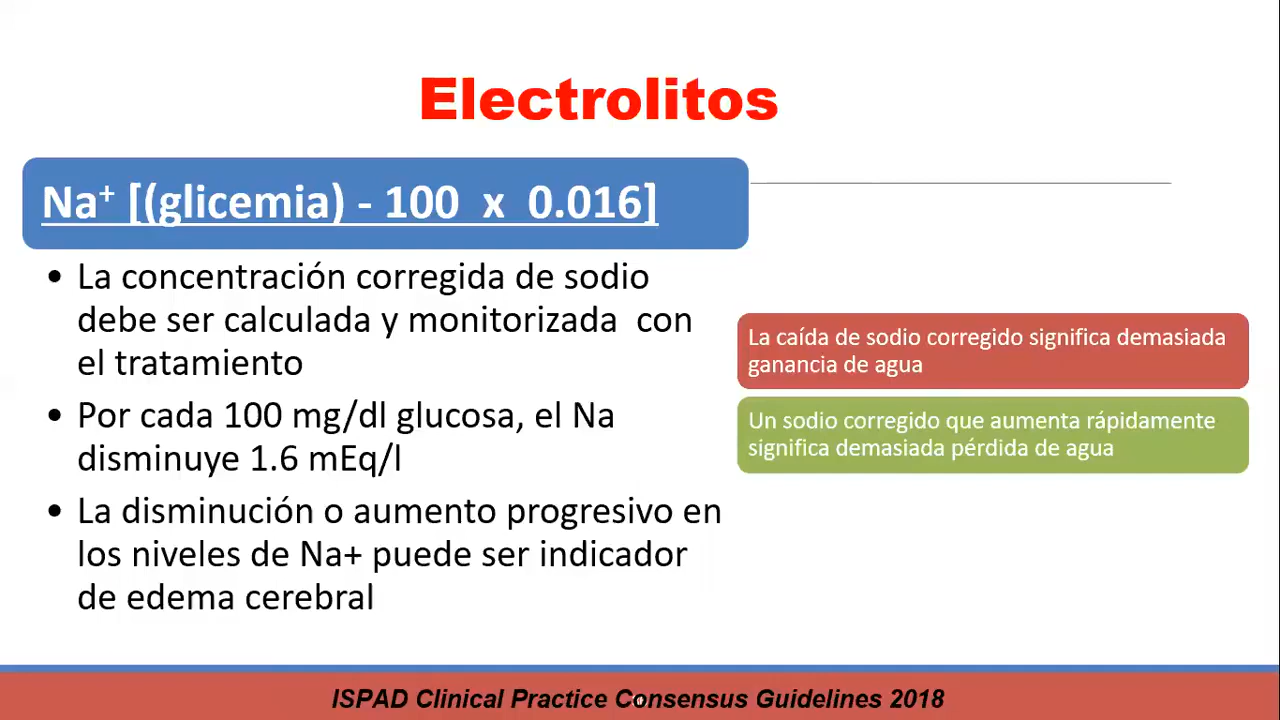 Electrolitos
Na⁺ [(glicemia) - 100 x 0.016]
• La concentración corregida de sodio
debe ser calculada y monitorizada con
el tratamiento
• Por cada 100 mg/dl glucosa, el Na
disminuye 1.6 mEq/l
• La disminución o aumento progresivo en
los niveles de Na+ puede ser indicador
de edema cerebral
La caída de sodio corregido significa demasiada
ganancia de agua
Un sodio corregido que aumenta rápidamente
significa demasiada pérdida de agua
ISPAD Clinical Practice Consensus Guidelines 2018